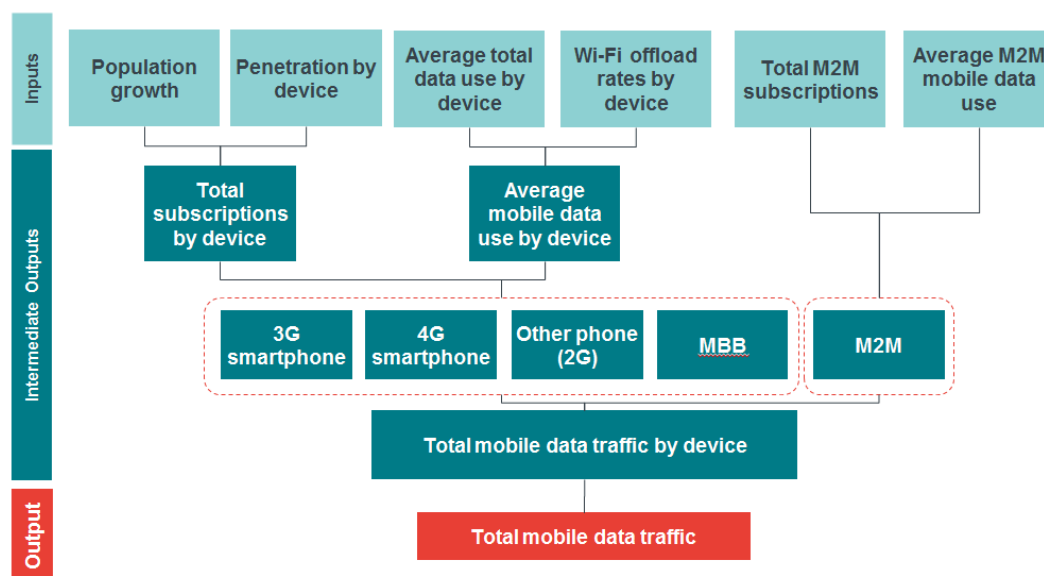 Inputs
Population
growth
Penetration by
device
Average total
data use by
device
Wi-Fi offload
rates by
device
Total M2M
subscriptions
Average M2M
mobile data
use
Intermediate Outputs
Total
subscriptions
by device
Average
mobile data
use by device
3G
smartphone
4G
smartphone
Other phone
(2G)
MBB
M2M
Total mobile data traffic by device
Output
Total mobile data traffic